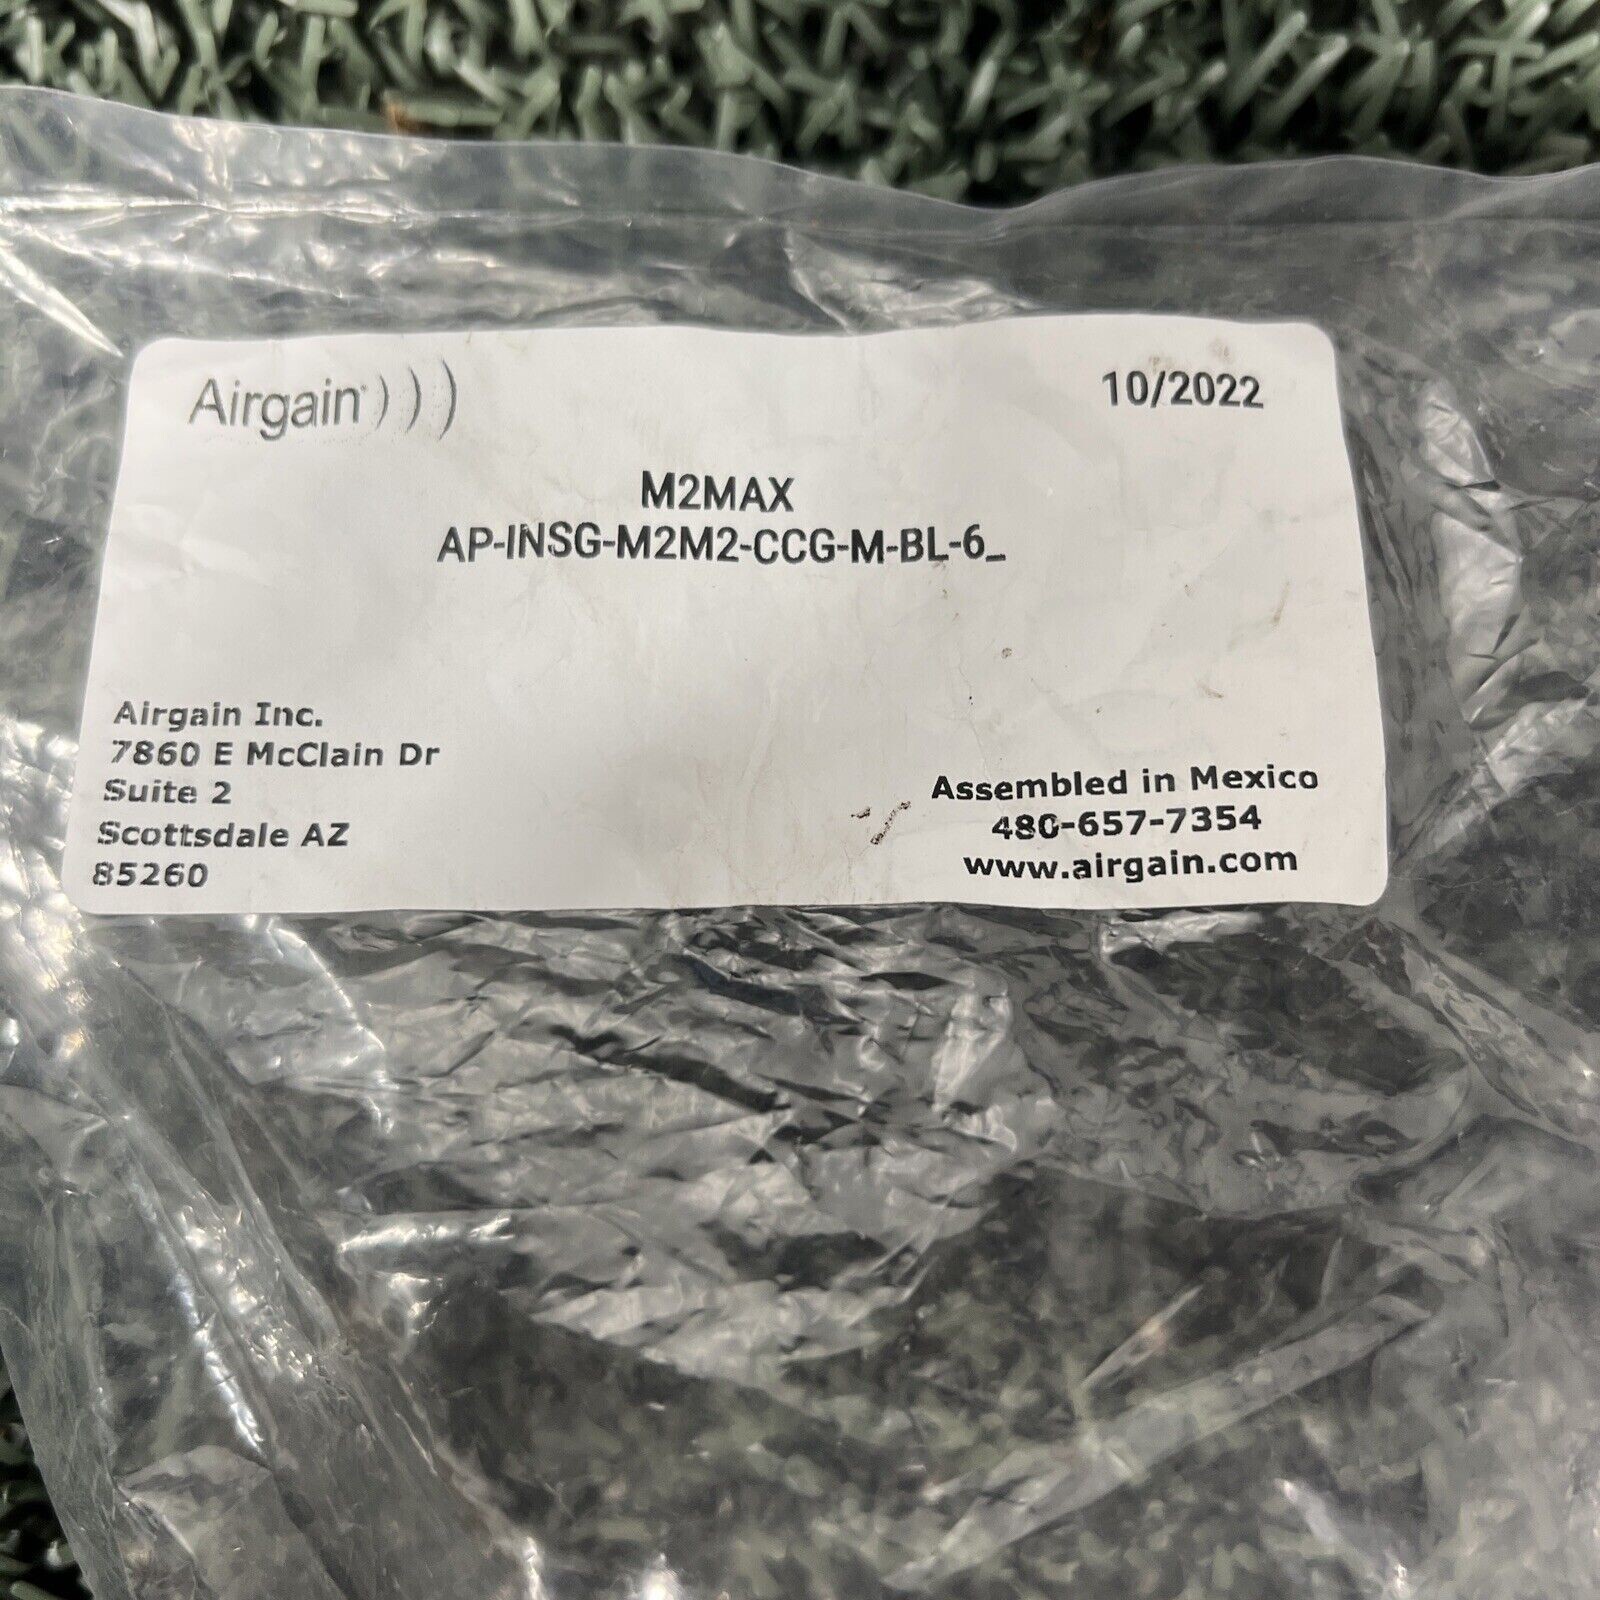 Airgain
10/2022
M2MAX
AP-INSG-M2M2-CCG-M-BL-6_
Airgain Inc.
7860 E McClain Dr
Suite 2
Scottsdale AZ
85260
Assembled in Mexico
480-657-7354
www.airgain.com